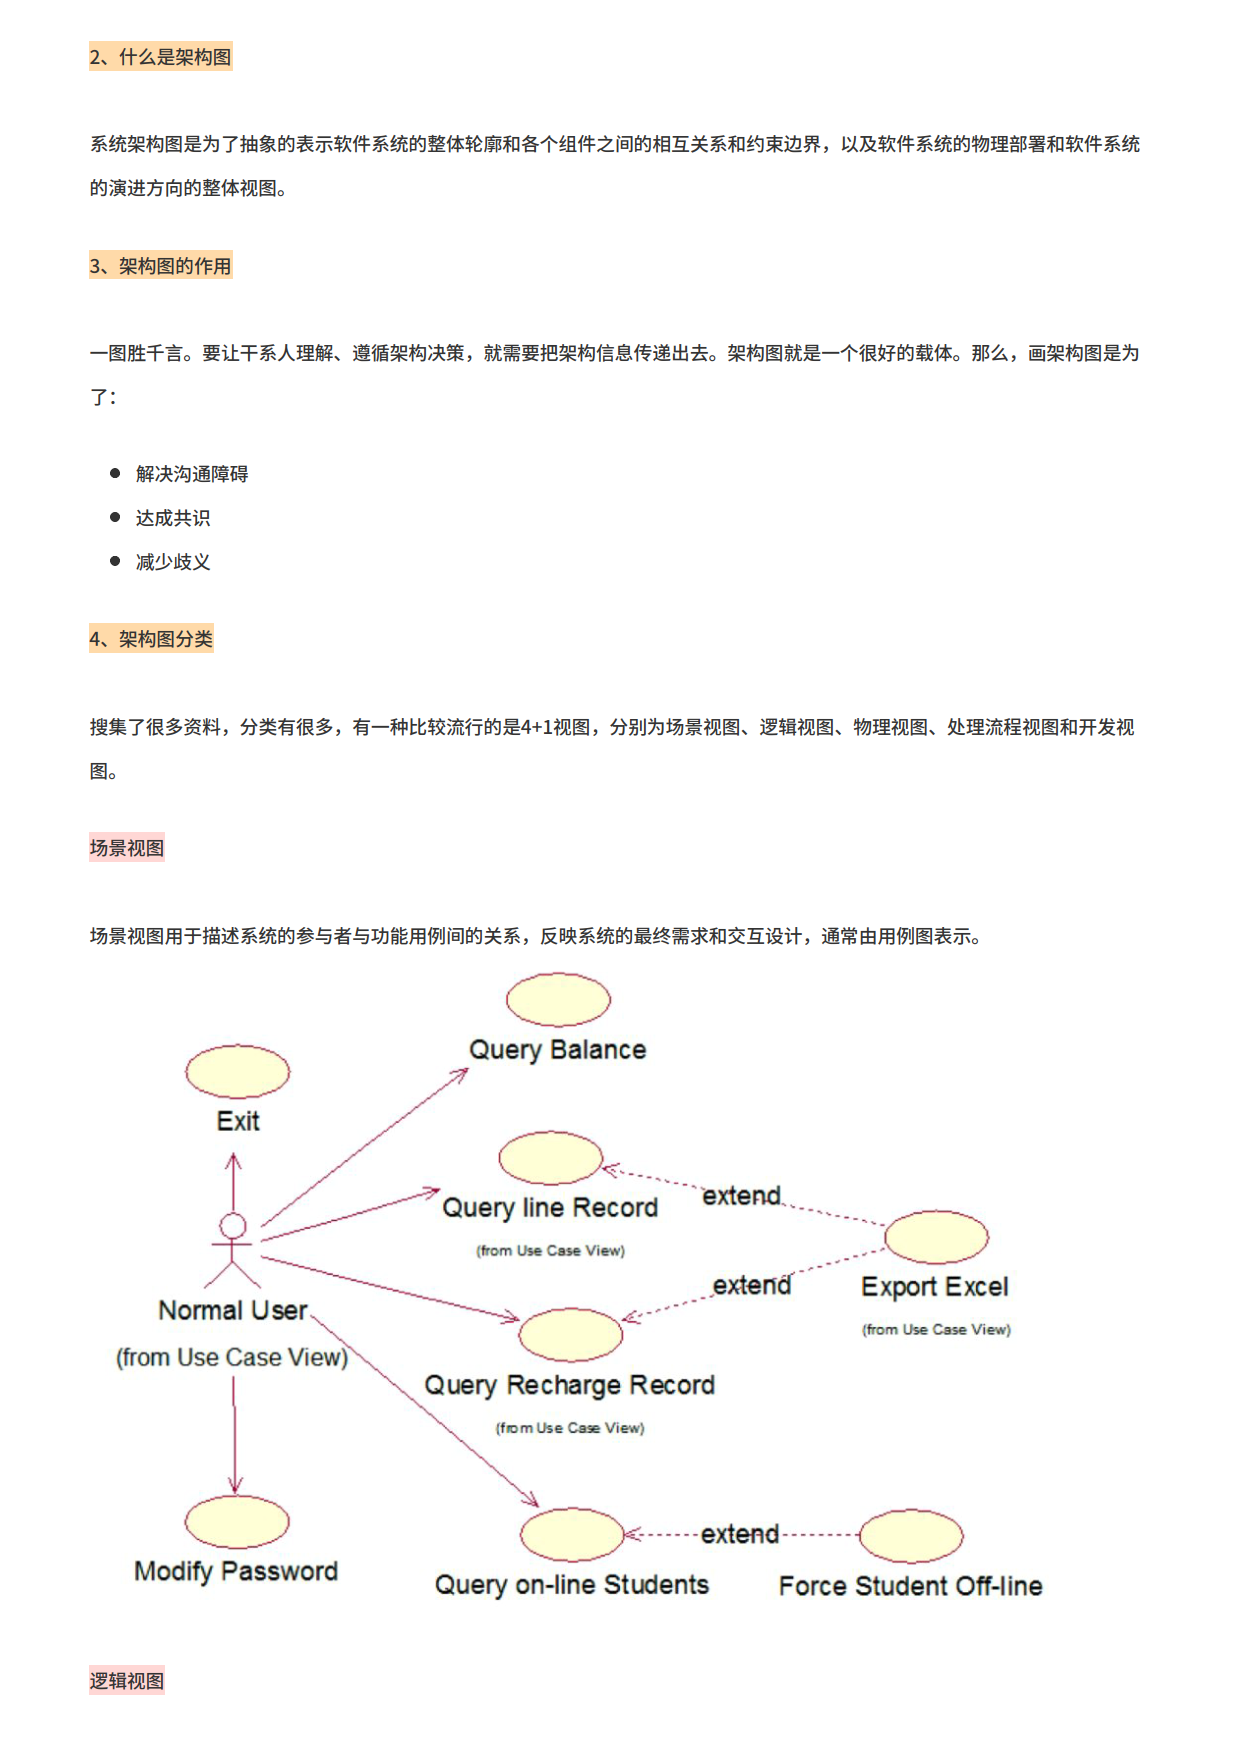 2、什么是架构图
系统架构图是为了抽象的表示软件系统的整体轮廓和各个组件之间的相互关系和约束边界，以及软件系统的物理部署和软件系统
的演进方向的整体视图。
3、架构图的作用
一图胜千言。要让干系人理解、遵循架构决策，就需要把架构信息传递出去。架构图就是一个很好的载体。那么，画架构图是为
了：
解决沟通障碍
达成共识
减少歧义
4、架构图分类
搜集了很多资料，分类有很多，有一种比较流行的是4+1视图，分别为场景视图、逻辑视图、物理视图、处理流程视图和开发视
图。
场景视图
场景视图用于描述系统的参与者与功能用例间的关系，反映系统的最终需求和交互设计，通常由用例图表示。
Query Balance
Exit
Query line Record
(from Use Case View)
extend
Export Excel
(from Use Case View)
extend
Normal User
(from Use Case View)
Query Recharge Record
(from Use Case View)
Modify Password
Query on-line Students
extend
Force Student Off-line
逻辑视图